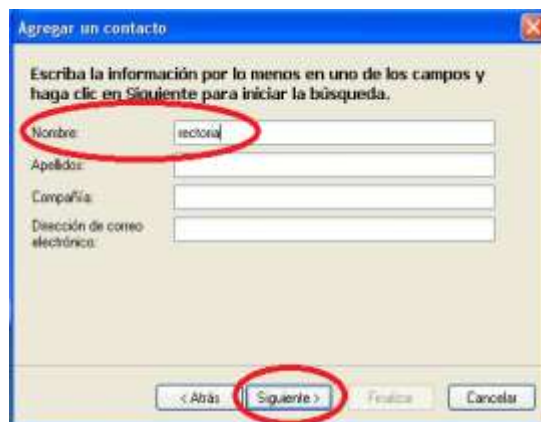 Agregar un contacto
Escriba la información por lo menos en uno de los campos y
haga clic en Siguiente para iniciar la búsqueda.
Nombre: rectoria
Apellidos:
Compañía:
Dirección de correo
electrónico:
< Atrás Siguiente > Finalizar Cancelar